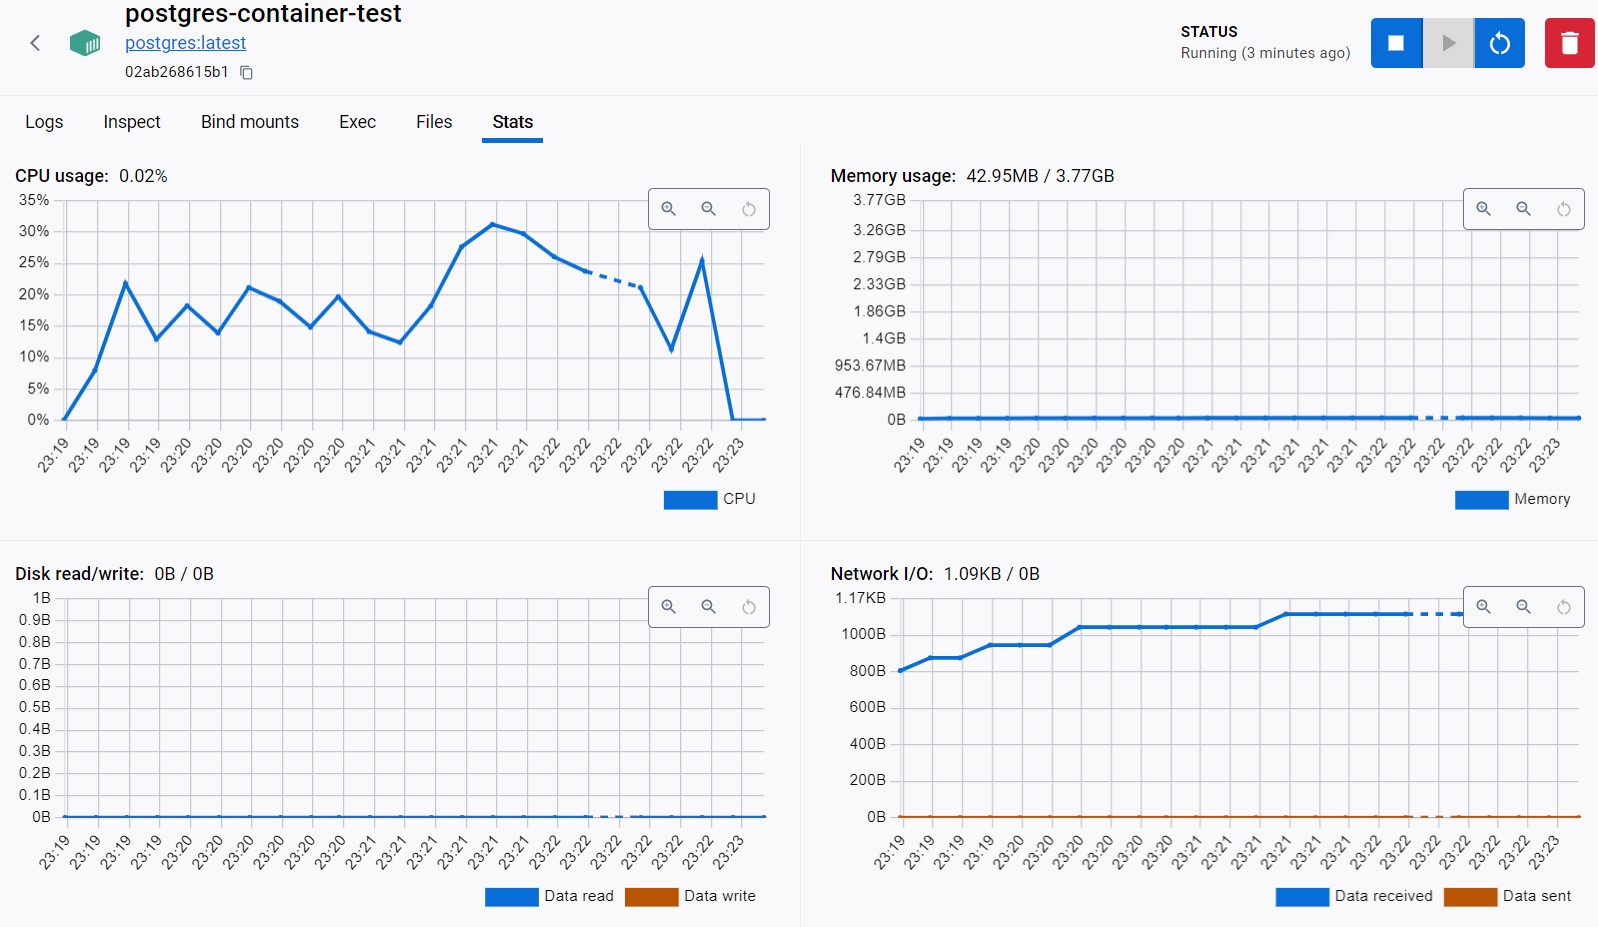 postgres-container-test
postgres:latest
02ab268615b1
STATUS
Running (3 minutes ago)
Logs Inspect Bind mounts Exec Files Stats
CPU usage: 0.02%
35%
30%
25%
20%
15%
10%
5%
0%
23:19 23:19 23:19 23:19 23:20 23:20 23:20 23:20 23:20 23:20 23:21 23:21 23:21 23:21 23:21 23:21 23:22 23:22 23:22 23:22 23:22 23:22 23:23
CPU
Memory usage: 42.95MB / 3.77GB
3.77GB
3.26GB
2.79GB
2.33GB
1.86GB
1.4GB
953.67MB
476.84MB
0B
23:19 23:19 23:19 23:19 23:20 23:20 23:20 23:20 23:20 23:20 23:21 23:21 23:21 23:21 23:21 23:21 23:22 23:22 23:22 23:22 23:22 23:22 23:23
Memory
Disk read/write: 0B / 0B
1B
0.9B
0.8B
0.7B
0.6B
0.5B
0.4B
0.3B
0.2B
0.1B
0B
23:19 23:19 23:19 23:19 23:20 23:20 23:20 23:20 23:20 23:20 23:21 23:21 23:21 23:21 23:21 23:21 23:22 23:22 23:22 23:22 23:22 23:22 23:23
Data read Data write
Network I/O: 1.09KB / 0B
1.17KB
1000B
800B
600B
400B
200B
0B
23:19 23:19 23:19 23:19 23:20 23:20 23:20 23:20 23:20 23:20 23:21 23:21 23:21 23:21 23:21 23:21 23:22 23:22 23:22 23:22 23:22 23:22 23:23
Data received Data sent